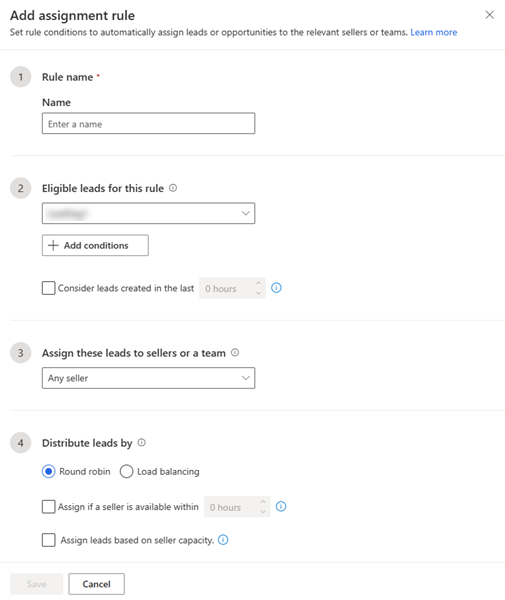 Add assignment rule
Set rule conditions to automatically assign leads or opportunities to the relevant sellers or teams. Learn more
1 Rule name *
Name
Enter a name
2 Eligible leads for this rule
Add conditions
Consider leads created in the last 0 hours
3 Assign these leads to sellers or a team
Any seller
4 Distribute leads by
Round robin Load balancing
Assign if a seller is available within 0 hours
Assign leads based on seller capacity.
Save Cancel